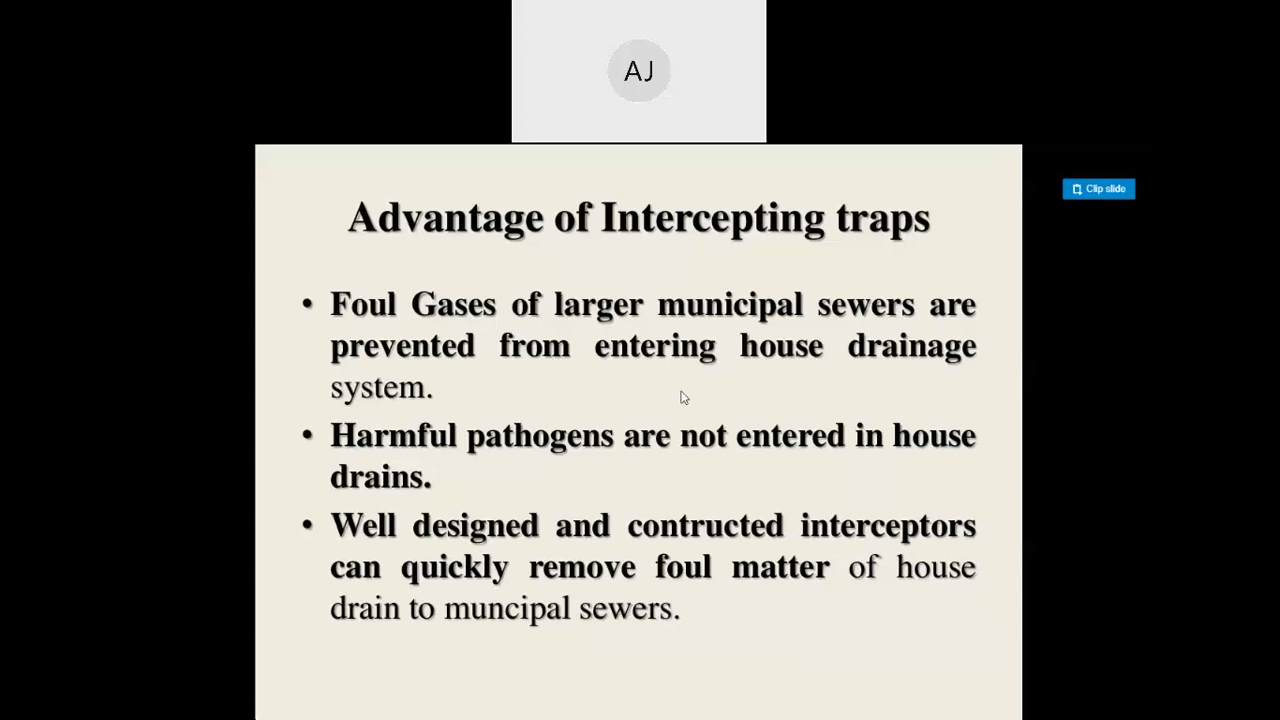 AJ
Clip slide
Advantage of Intercepting traps
• Foul Gases of larger municipal sewers are
prevented from entering house drainage
system.
• Harmful pathogens are not entered in house
drains.
• Well designed and contructed interceptors
can quickly remove foul matter of house
drain to muncipal sewers.